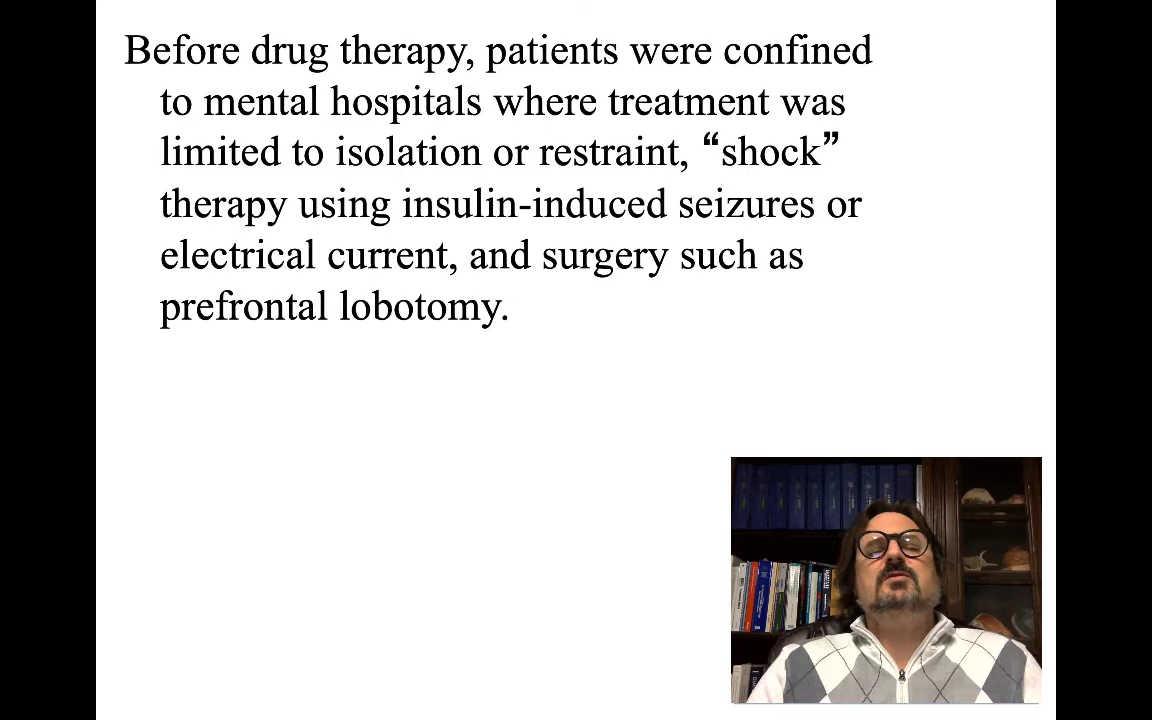 Before drug therapy, patients were confined
to mental hospitals where treatment was
limited to isolation or restraint, “shock”
therapy using insulin-induced seizures or
electrical current, and surgery such as
prefrontal lobotomy.